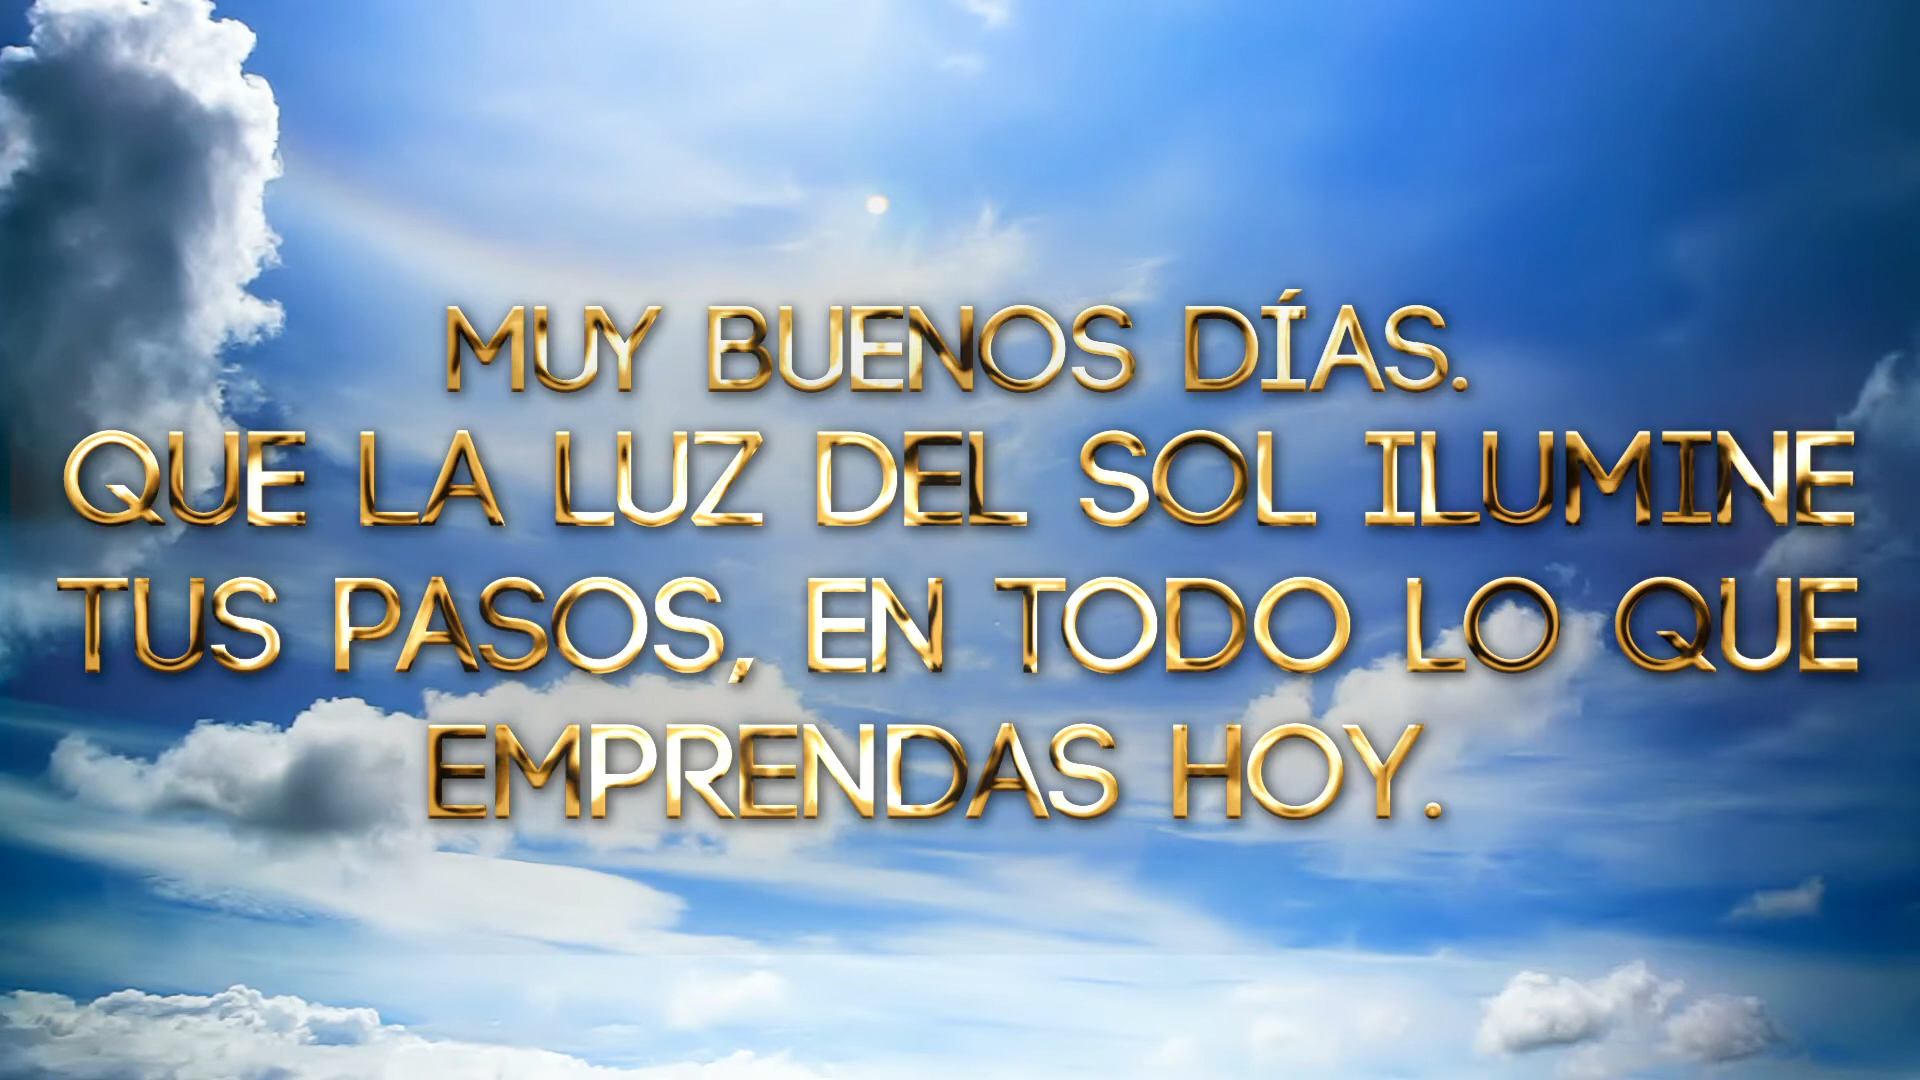 MUY BUENOS DÍAS.
QUE LA LUZ DEL SOL ILUMINE
TUS PASOS, EN TODO LO QUE
EMPRENDAS HOY.